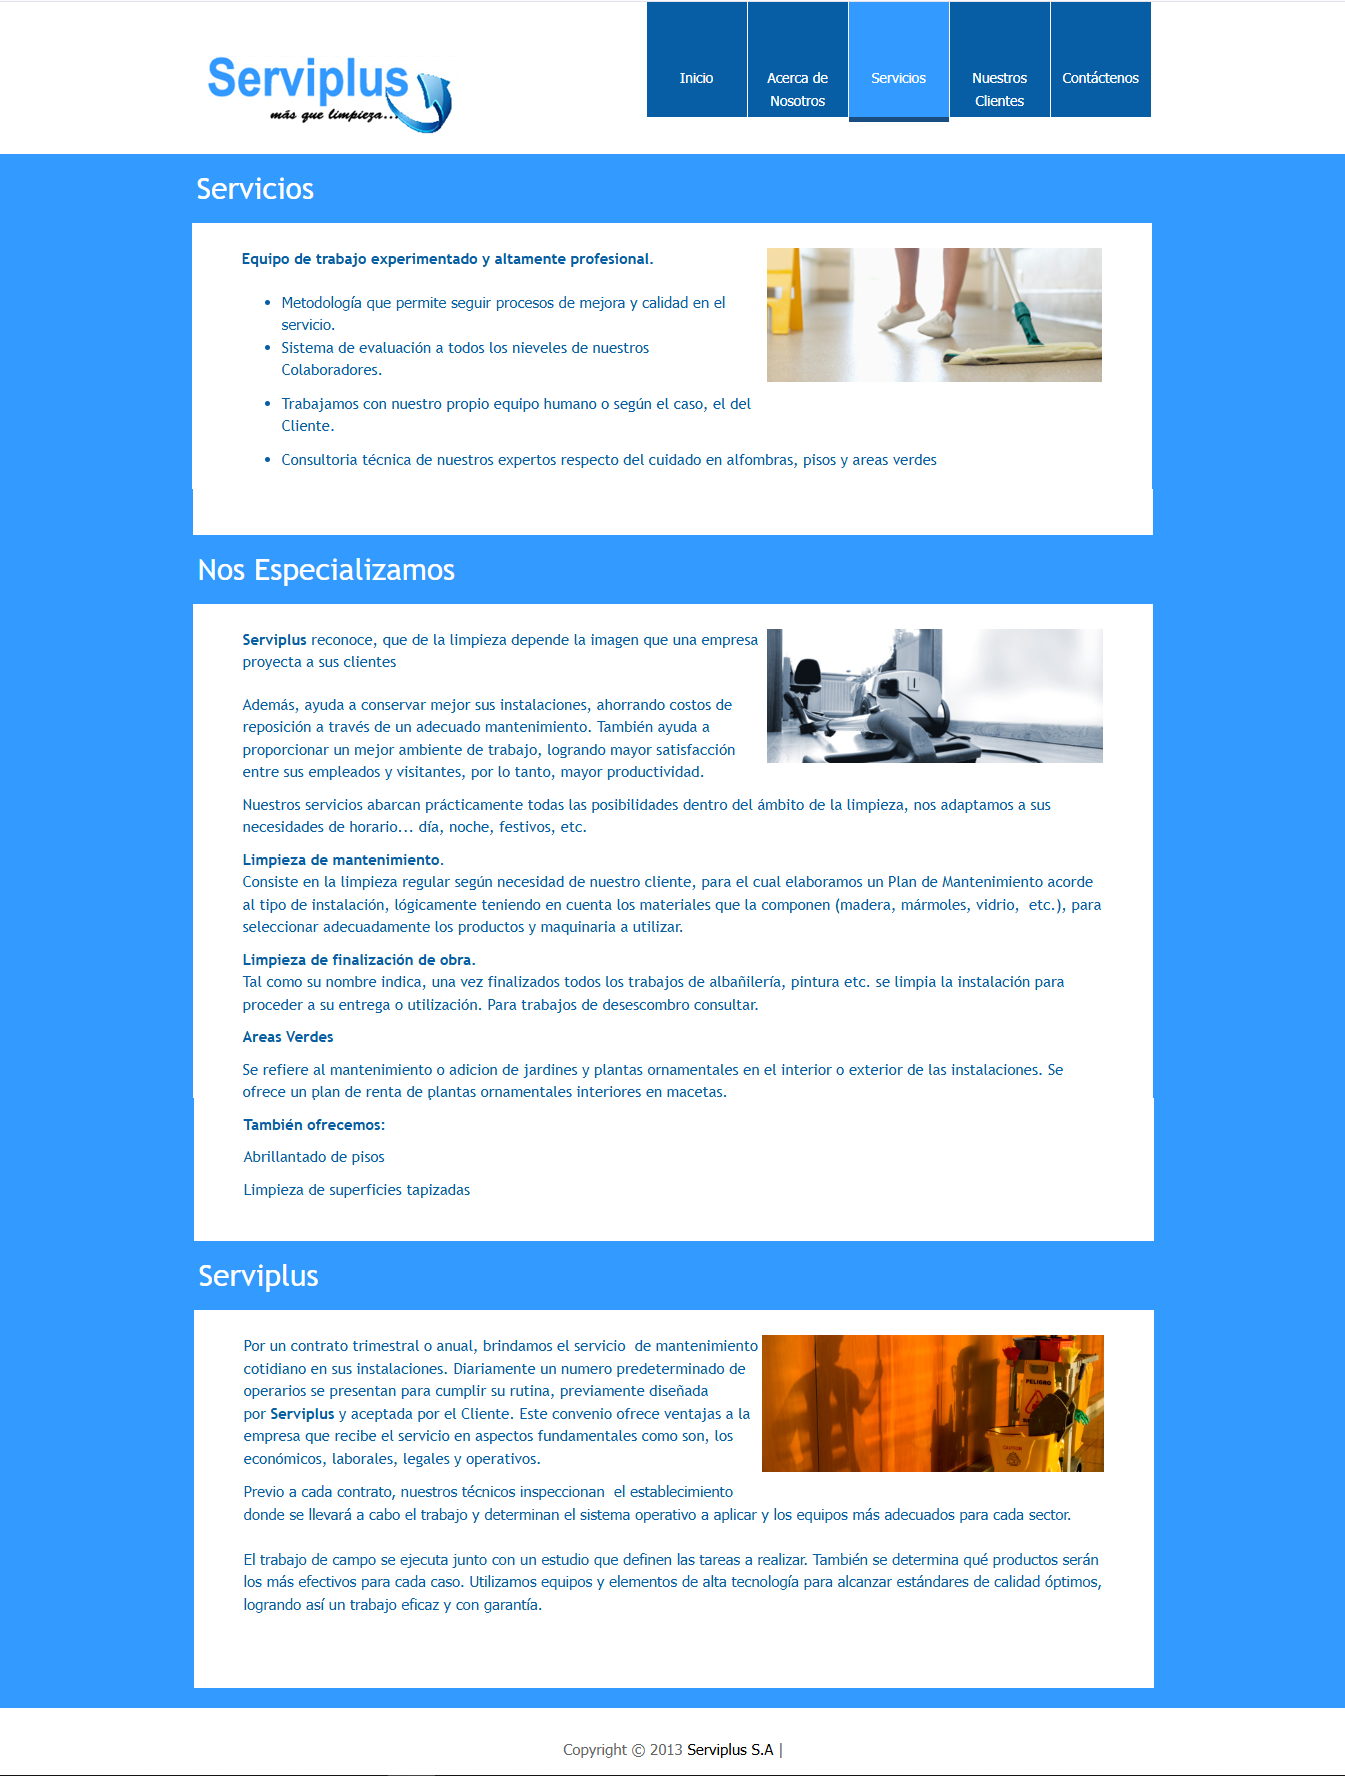 Serviplus
más que limpieza...
Inicio
Acerca de
Nosotros
Servicios
Nuestros
Clientes
Contáctenos
Servicios
Equipo de trabajo experimentado y altamente profesional.
• Metodología que permite seguir procesos de mejora y calidad en el
servicio.
• Sistema de evaluación a todos los nieveles de nuestros
Colaboradores.
• Trabajamos con nuestro propio equipo humano o según el caso, el del
Cliente.
• Consultoria técnica de nuestros expertos respecto del cuidado en alfombras, pisos y areas verdes
Nos Especializamos
Serviplus reconoce, que de la limpieza depende la imagen que una empresa
proyecta a sus clientes
Además, ayuda a conservar mejor sus instalaciones, ahorrando costos de
reposición a través de un adecuado mantenimiento. También ayuda a
proporcionar un mejor ambiente de trabajo, logrando mayor satisfacción
entre sus empleados y visitantes, por lo tanto, mayor productividad.
Nuestros servicios abarcan prácticamente todas las posibilidades dentro del ámbito de la limpieza, nos adaptamos a sus
necesidades de horario... día, noche, festivos, etc.
Limpieza de mantenimiento.
Consiste en la limpieza regular según necesidad de nuestro cliente, para el cual elaboramos un Plan de Mantenimiento acorde
al tipo de instalación, lógicamente teniendo en cuenta los materiales que la componen (madera, mármoles, vidrio,  etc.), para
seleccionar adecuadamente los productos y maquinaria a utilizar.
Limpieza de finalización de obra.
Tal como su nombre indica, una vez finalizados todos los trabajos de albañilería, pintura etc. se limpia la instalación para
proceder a su entrega o utilización. Para trabajos de desescombro consultar.
Areas Verdes
Se refiere al mantenimiento o adicion de jardines y plantas ornamentales en el interior o exterior de las instalaciones. Se
ofrece un plan de renta de plantas ornamentales interiores en macetas.
También ofrecemos:
Abrillantado de pisos
Limpieza de superficies tapizadas
Serviplus
Por un contrato trimestral o anual, brindamos el servicio  de mantenimiento
cotidiano en sus instalaciones. Diariamente un numero predeterminado de
operarios se presentan para cumplir su rutina, previamente diseñada
por Serviplus y aceptada por el Cliente. Este convenio ofrece ventajas a la
empresa que recibe el servicio en aspectos fundamentales como son, los
económicos, laborales, legales y operativos.
PELIGRO
CAUTION
Previo a cada contrato, nuestros técnicos inspeccionan  el establecimiento
donde se llevará a cabo el trabajo y determinan el sistema operativo a aplicar y los equipos más adecuados para cada sector.
El trabajo de campo se ejecuta junto con un estudio que definen las tareas a realizar. También se determina qué productos serán
los más efectivos para cada caso. Utilizamos equipos y elementos de alta tecnología para alcanzar estándares de calidad óptimos,
logrando así un trabajo eficaz y con garantía.
Copyright © 2013 Serviplus S.A |